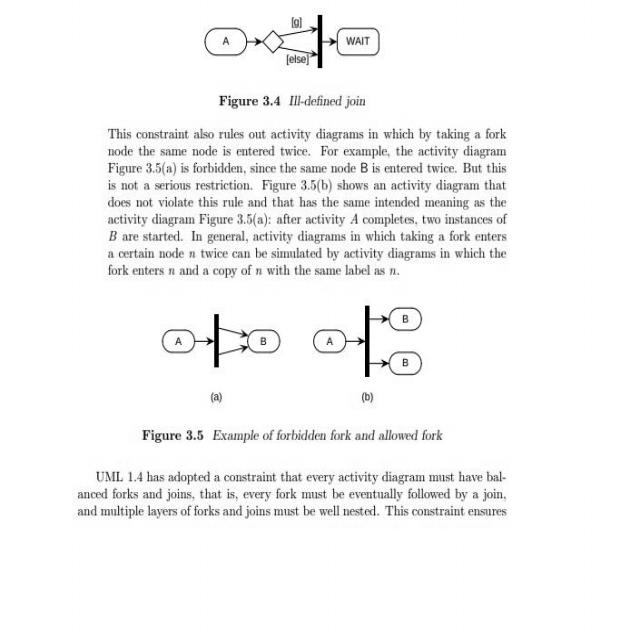 [g]
A
WAIT
[else]
Figure 3.4 Ill-defined join
This constraint also rules out activity diagrams in which by taking a fork
node the same node is entered twice. For example, the activity diagram
Figure 3.5(a) is forbidden, since the same node B is entered twice. But this
is not a serious restriction. Figure 3.5(b) shows an activity diagram that
does not violate this rule and that has the same intended meaning as the
activity diagram Figure 3.5(a): after activity A completes, two instances of
B are started. In general, activity diagrams in which taking a fork enters
a certain node n twice can be simulated by activity diagrams in which the
fork enters n and a copy of n with the same label as n.
B
A B A
B
(a) (b)
Figure 3.5 Example of forbidden fork and allowed fork
UML 1.4 has adopted a constraint that every activity diagram must have bal-
anced forks and joins, that is, every fork must be eventually followed by a join,
and multiple layers of forks and joins must be well nested. This constraint ensures